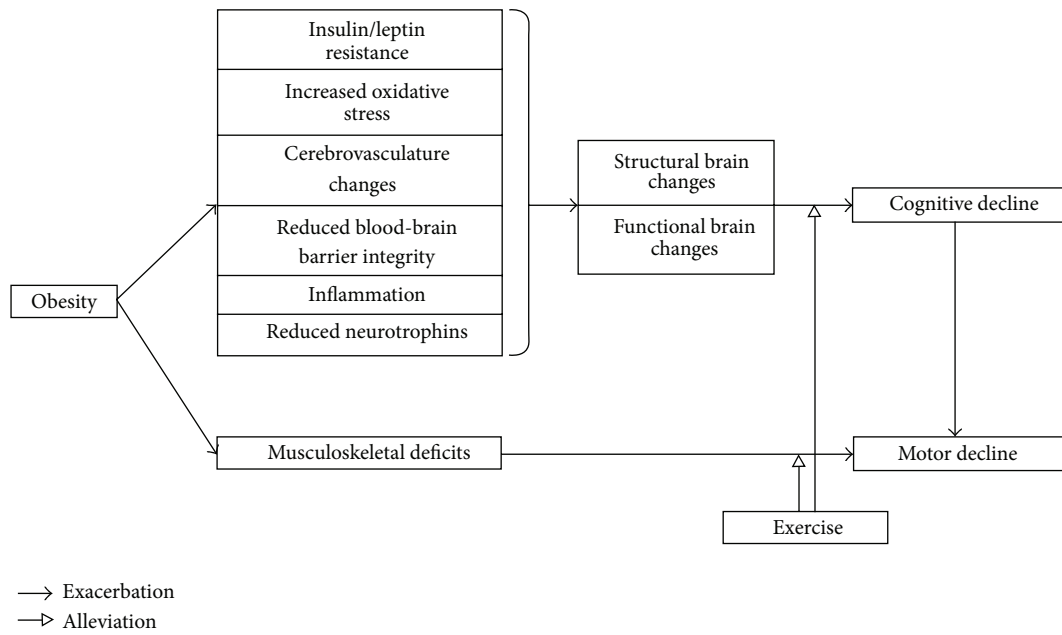 Insulin/leptin
resistance
Increased oxidative
stress
Cerebrovasculature
changes
Reduced blood-brain
barrier integrity
Inflammation
Reduced neurotrophins
Structural brain
changes
Functional brain
changes
Cognitive decline
Obesity
Musculoskeletal deficits
Motor decline
Exercise
Exacerbation
Alleviation